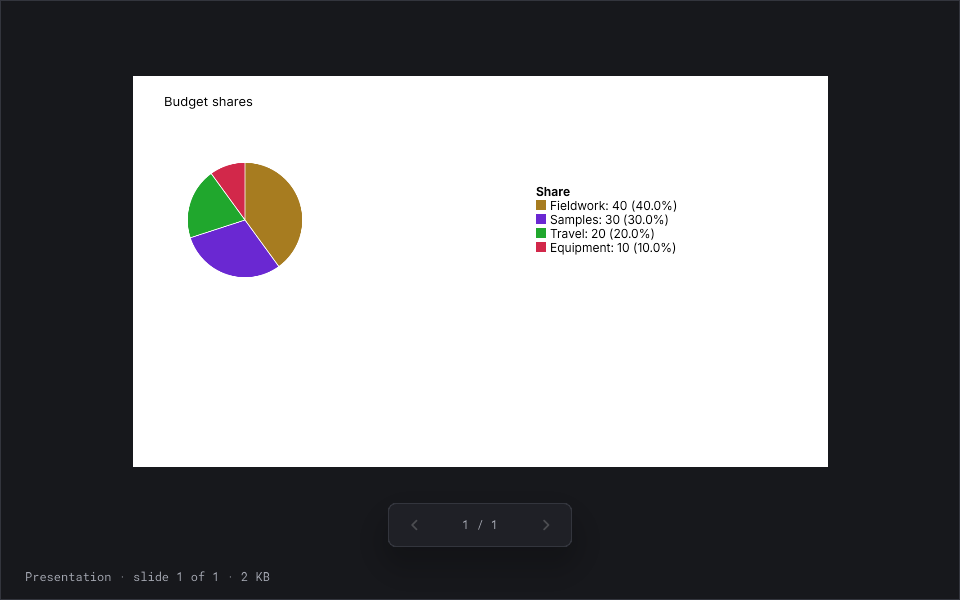 Budget shares
Share
Fieldwork: 40 (40.0%)
Samples: 30 (30.0%)
Travel: 20 (20.0%)
Equipment: 10 (10.0%)
1 / 1
Presentation · slide 1 of 1 · 2 KB